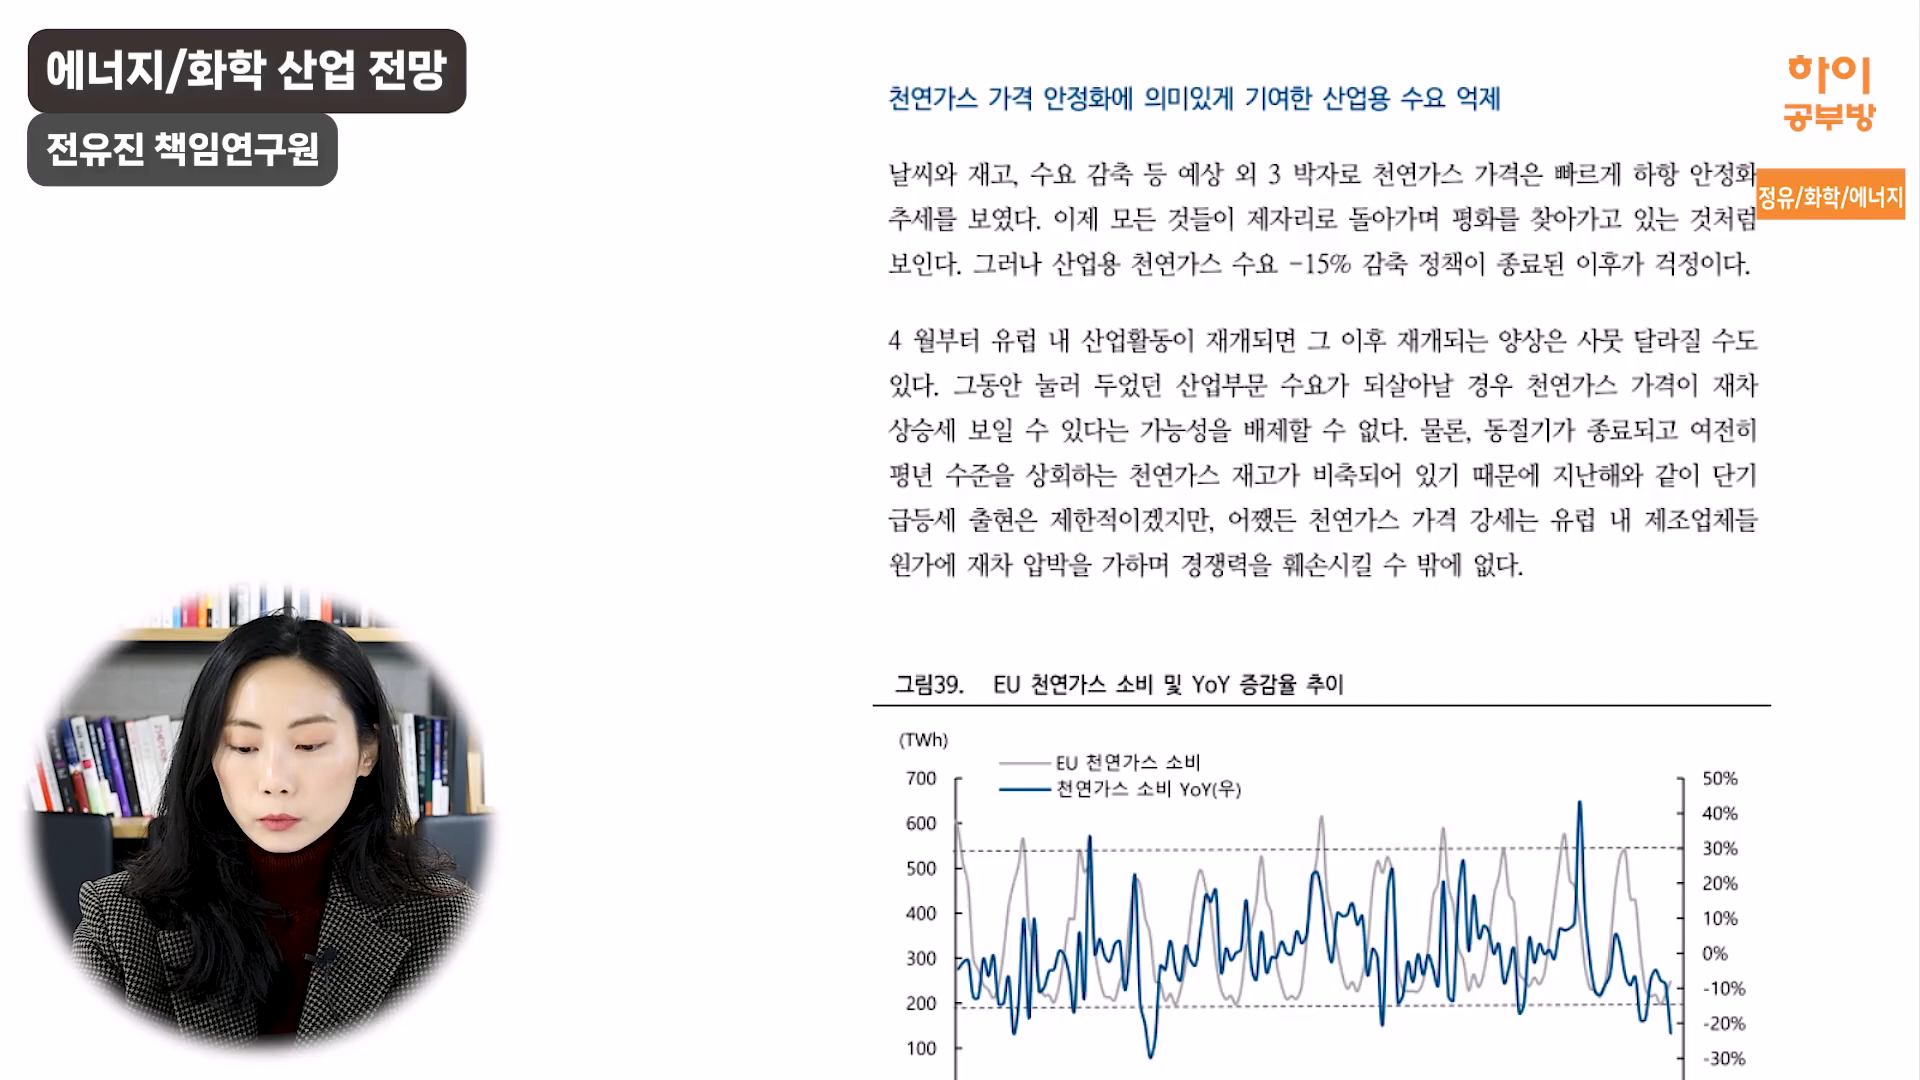 에너지/화학 산업 전망
전유진 책임연구원
하이
공부방
정유/화학/에너지
천연가스 가격 안정화에 의미있게 기여한 산업용 수요 억제
날씨와 재고, 수요 감축 등 예상 외 3 박자로 천연가스 가격은 빠르게 하향 안정화
추세를 보였다. 이제 모든 것들이 제자리로 돌아가며 평화를 찾아가고 있는 것처럼
보인다. 그러나 산업용 천연가스 수요 -15% 감축 정책이 종료된 이후가 걱정이다.
4 월부터 유럽 내 산업활동이 재개되면 그 이후 재개되는 양상은 사뭇 달라질 수도
있다. 그동안 눌러 두었던 산업부문 수요가 되살아날 경우 천연가스 가격이 재차
상승세 보일 수 있다는 가능성을 배제할 수 없다. 물론, 동절기가 종료되고 여전히
평년 수준을 상회하는 천연가스 재고가 비축되어 있기 때문에 지난해와 같이 단기
급등세 출현은 제한적이겠지만, 어쨌든 천연가스 가격 강세는 유럽 내 제조업체들
원가에 재차 압박을 가하며 경쟁력을 훼손시킬 수 밖에 없다.
그림39. EU 천연가스 소비 및 YoY 증감율 추이
(TWh)
EU 천연가스 소비
천연가스 소비 YoY(우)
700 50%
600 40%
500 30%
400 20%
300 10%
200 0%
100 -10%
-20%
-30%